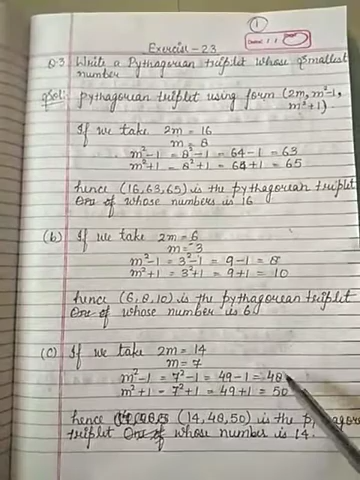 1
Date: / /
Exercise - 23
Q.3 Write a Pythagorean triplet whose smallest
number
Sol: pythagorean triplet using form (2m, m²-1,
m²+1)
If we take 2m = 16
m = 8
m²-1 = 8²-1 = 64-1 = 63
m²+1 = 8²+1 = 64+1 = 65
hence (16,63,65) is the pythagorean triplet
One of whose numbers is 16
(b) If we take 2m = 6
m = 3
m²-1 = 3²-1 = 9-1 = 8
m²+1 = 3²+1 = 9+1 = 10
hence (6,8,10) is the pythagorean triplet
One of whose number is 6
(c) If we take 2m = 14
m = 7
m²-1 = 7²-1 = 49-1 = 48
m²+1 = 7²+1 = 49+1 = 50
hence (14,48,50) is the pythagorean
triplet One of whose number is 14.